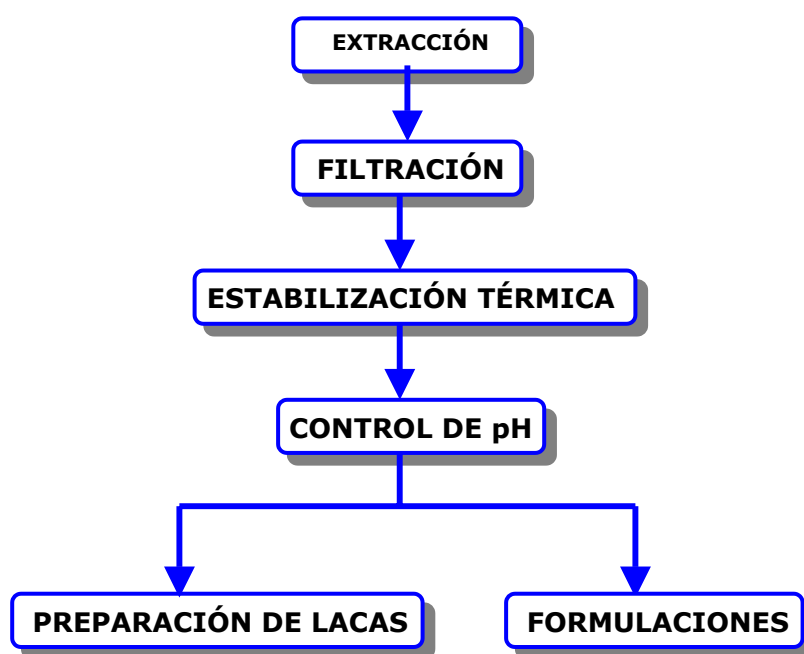 EXTRACCIÓN
FILTRACIÓN
ESTABILIZACIÓN TÉRMICA
CONTROL DE pH
PREPARACIÓN DE LACAS
FORMULACIONES